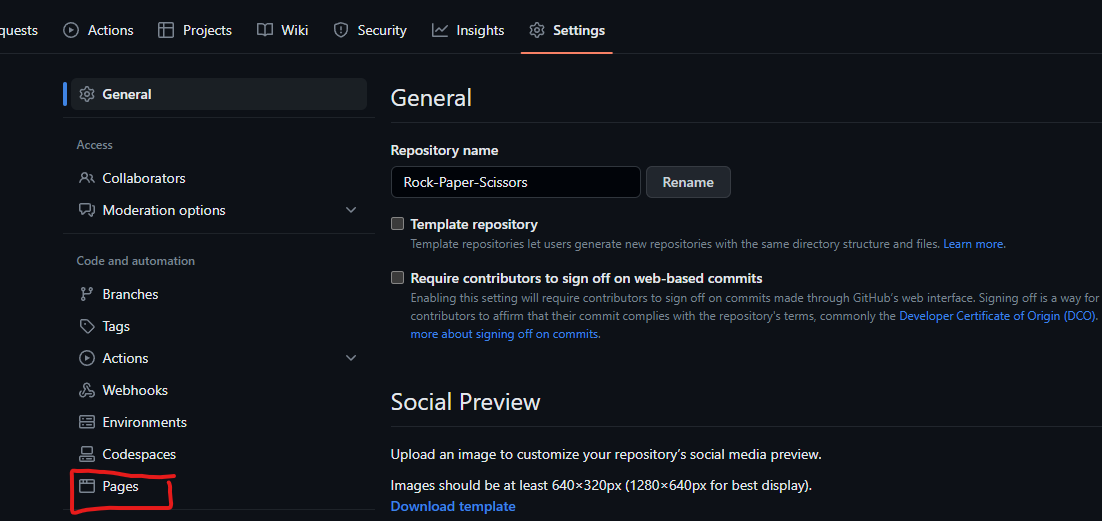 quests Actions Projects Wiki Security Insights Settings
General
Access
Collaborators
Moderation options
Code and automation
Branches
Tags
Actions
Webhooks
Environments
Codespaces
Pages
General
Repository name
Rock-Paper-Scissors Rename
Template repository
Template repositories let users generate new repositories with the same directory structure and files. Learn more.
Require contributors to sign off on web-based commits
Enabling this setting will require contributors to sign off on commits made through GitHub's web interface. Signing off is a way for
contributors to affirm that their commit complies with the repository's terms, commonly the Developer Certificate of Origin (DCO).
more about signing off on commits.
Social Preview
Upload an image to customize your repository's social media preview.
Images should be at least 640×320px (1280×640px for best display).
Download template